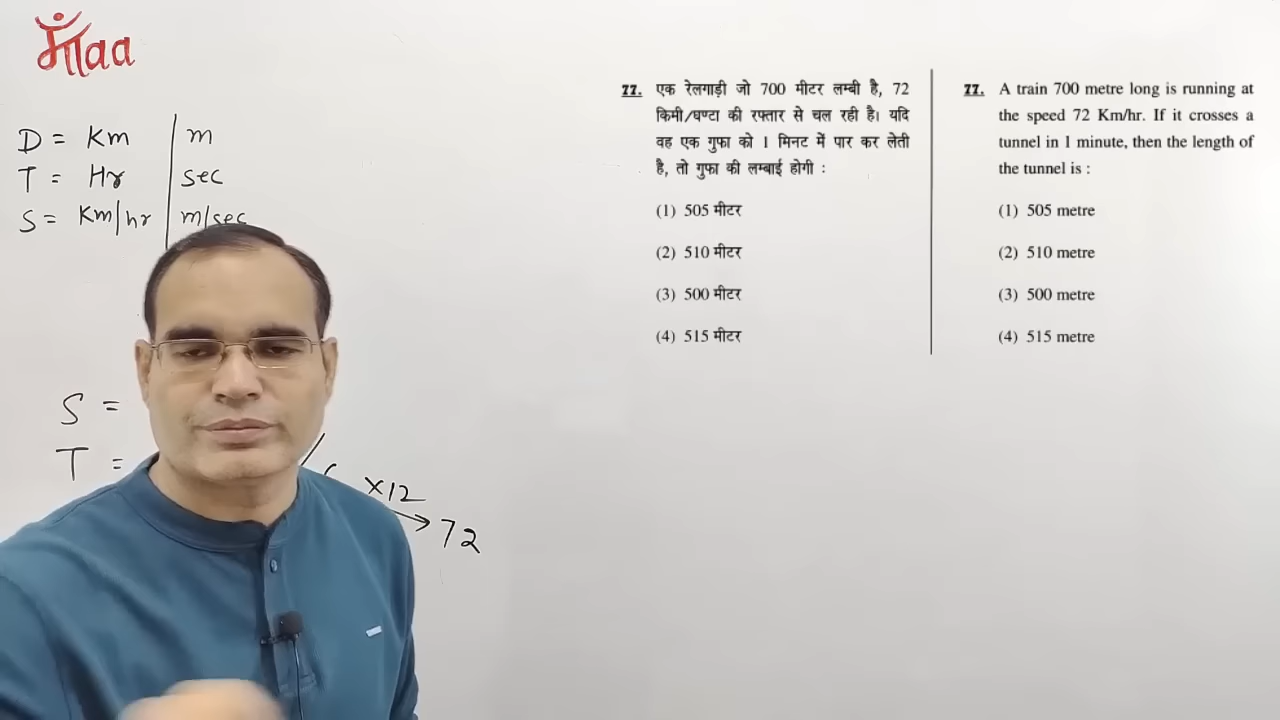 माँaa
D = Km | m
T = Hr | sec
S = Km/hr | m/sec
S =
T =
×12
72
77. एक रेलगाड़ी जो 700 मीटर लम्बी है, 72
किमी/घण्टा की रफ्तार से चल रही है। यदि
वह एक गुफा को 1 मिनट में पार कर लेती
है, तो गुफा की लम्बाई होगी :
(1) 505 मीटर
(2) 510 मीटर
(3) 500 मीटर
(4) 515 मीटर
77. A train 700 metre long is running at
the speed 72 Km/hr. If it crosses a
tunnel in 1 minute, then the length of
the tunnel is :
(1) 505 metre
(2) 510 metre
(3) 500 metre
(4) 515 metre